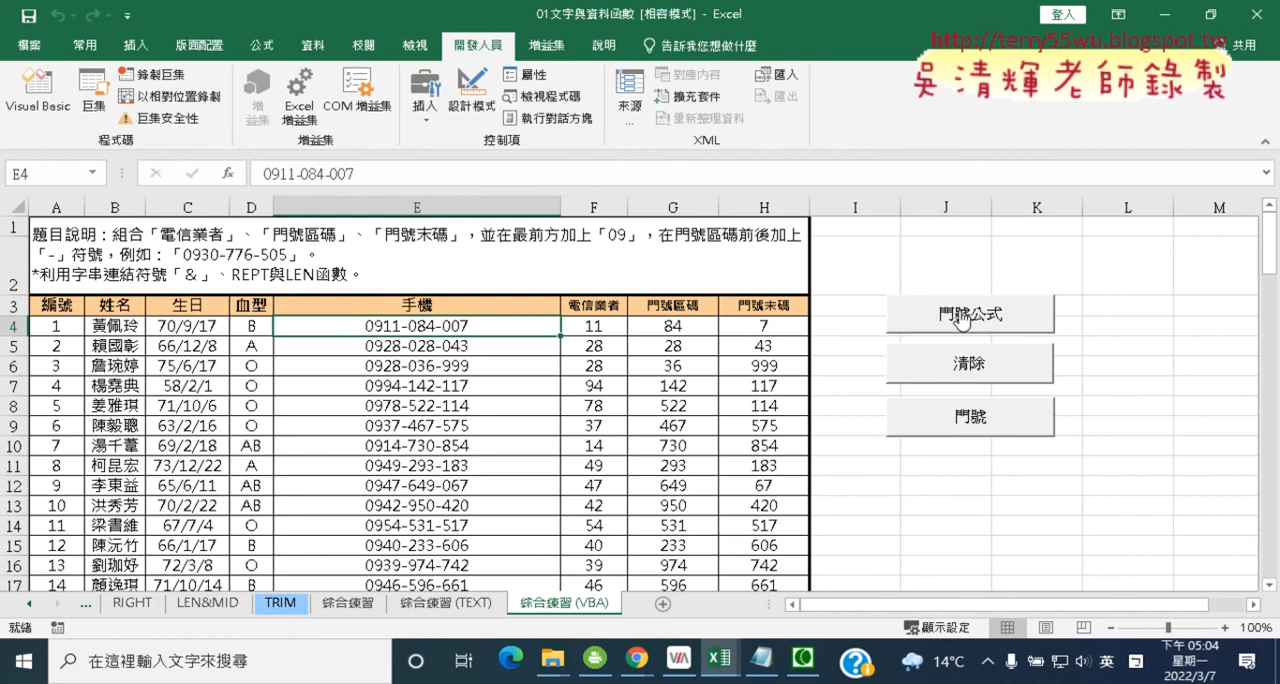 01文字與資料函數 [相容模式] - Excel
登入
檔案 常用 插入 版面配置 公式 資料 校閱 檢視 開發人員 增益集 說明 告訴我您想做什麼 共用
http://terry55wu.blogspot.tw
吳清輝老師錄製
Visual Basic 巨集 錄製巨集 以相對位置錄製 巨集安全性
增益集 Excel 增益集 COM 增益集
插入 設計模式 屬性 檢視程式碼 執行對話方塊
來源 對應內容 擴充套件 重新整理資料 匯入 匯出
程式碼 增益集 控制項 XML
E4 fx 0911-084-007
A B C D E F G H I J K L M
1 題目說明：組合「電信業者」、「門號區碼」、「門號末碼」，並在最前方加上「09」，在門號區碼前後加上
「-」符號，例如：「0930-776-505」。
2 *利用字串連結符號「&」、REPT與LEN函數。
3 編號 姓名 生日 血型 手機 電信業者 門號區碼 門號末碼
4 1 黃佩玲 70/9/17 B 0911-084-007 11 84 7
5 2 賴國彰 66/12/8 A 0928-028-043 28 28 43
6 3 詹琬婷 75/6/17 O 0928-036-999 28 36 999
7 4 楊堯典 58/2/1 O 0994-142-117 94 142 117
8 5 姜雅琪 71/10/6 O 0978-522-114 78 522 114
9 6 陳毅聰 63/2/16 O 0937-467-575 37 467 575
10 7 湯千蕙 69/2/18 AB 0914-730-854 14 730 854
11 8 柯昆宏 73/12/22 A 0949-293-183 49 293 183
12 9 李東益 65/6/11 AB 0947-649-067 47 649 67
13 10 洪秀芳 70/2/22 AB 0942-950-420 42 950 420
14 11 梁書維 67/7/4 O 0954-531-517 54 531 517
15 12 陳沅竹 66/1/17 B 0940-233-606 40 233 606
16 13 劉珈妤 72/3/8 O 0939-974-742 39 974 742
17 14 顏逸琪 71/10/14 B 0946-596-661 46 596 661
門號公式
清除
門號
... RIGHT LEN&MID TRIM 綜合練習 綜合練習 (TEXT) 綜合練習 (VBA)
就緒 顯示設定 100%
在這裡輸入文字來搜尋 14°C 英 下午 05:04
星期一
2022/3/7